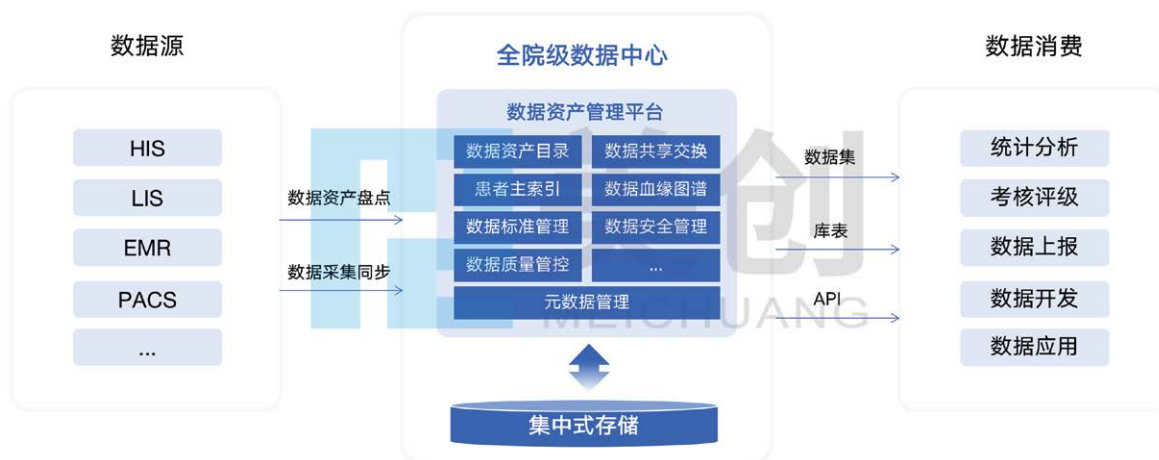 数据源
HIS
LIS
EMR
PACS
...
数据资产盘点
数据采集同步
全院级数据中心
数据资产管理平台
数据资产目录
数据共享交换
患者主索引
数据血缘图谱
数据标准管理
数据安全管理
数据质量管控
...
元数据管理
集中式存储
数据集
库表
API
数据消费
统计分析
考核评级
数据上报
数据开发
数据应用
美创
MEICHUANG